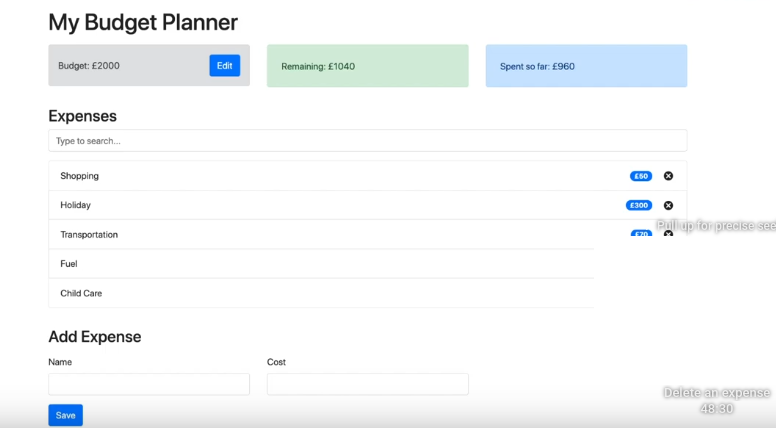 My Budget Planner
Budget: £2000
Edit
Remaining: £1040
Spent so far: £960
Expenses
Type to search...
Shopping £50
Holiday £300
Transportation £70
Pull up for precise see
Fuel
Child Care
Add Expense
Name Cost
Delete an expense
48:30
Save